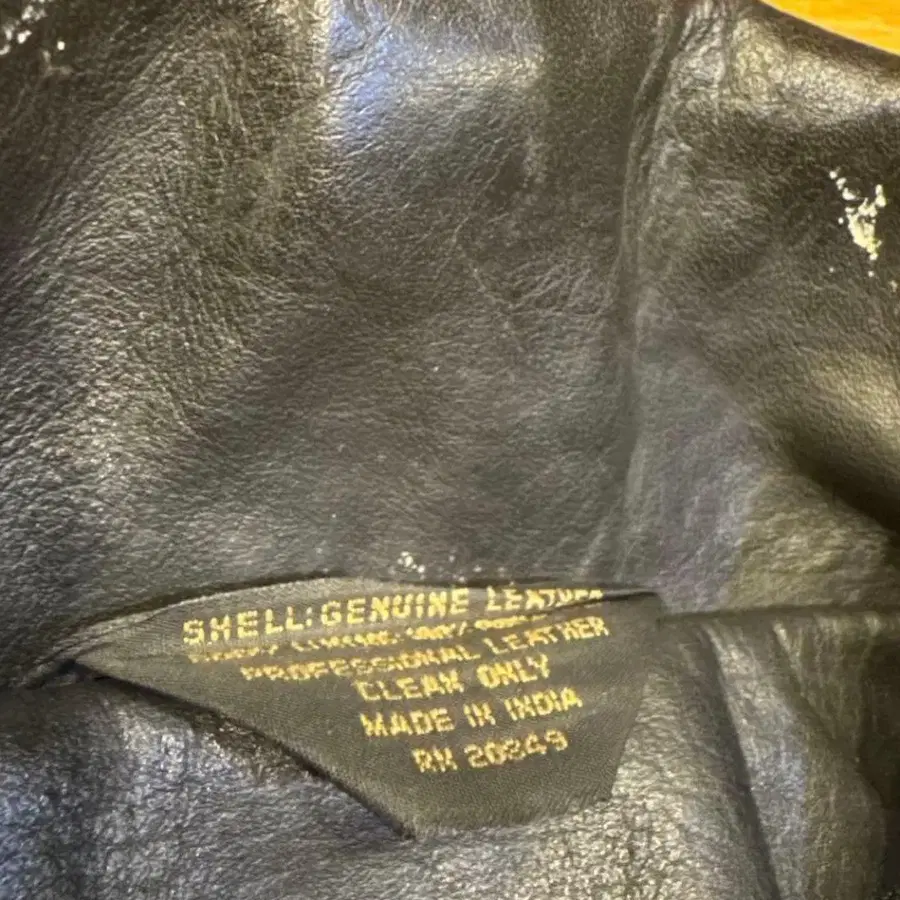 SHELL: GENUINE LEATHER
PROFESSIONAL LEATHER
CLEAN ONLY
MADE IN INDIA
RN 20849